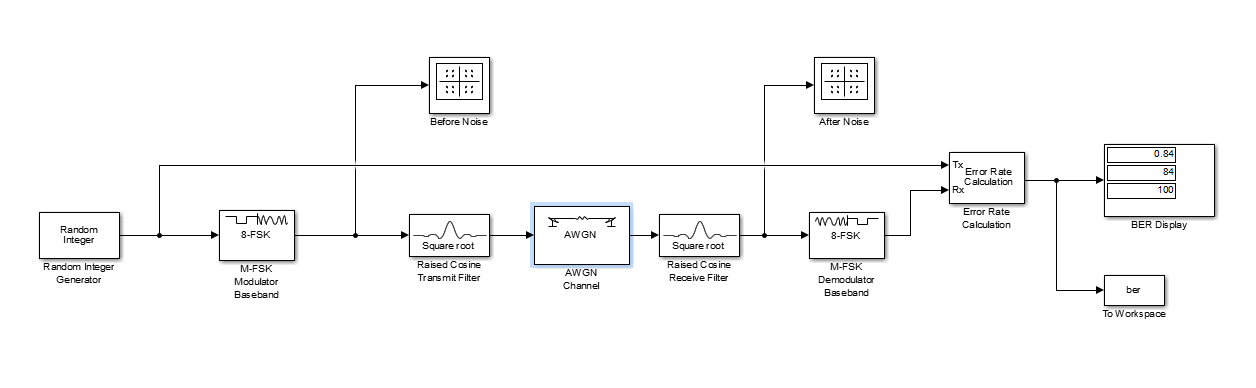 Before Noise
After Noise
Tx
Rx
Error Rate
Calculation
Error Rate
Calculation
0.84
84
100
BER Display
Random
Integer
Random Integer
Generator
8-FSK
M-FSK
Modulator
Baseband
Square root
Raised Cosine
Transmit Filter
AWGN
AWGN
Channel
Square root
Raised Cosine
Receive Filter
8-FSK
M-FSK
Demodulator
Baseband
ber
To Workspace